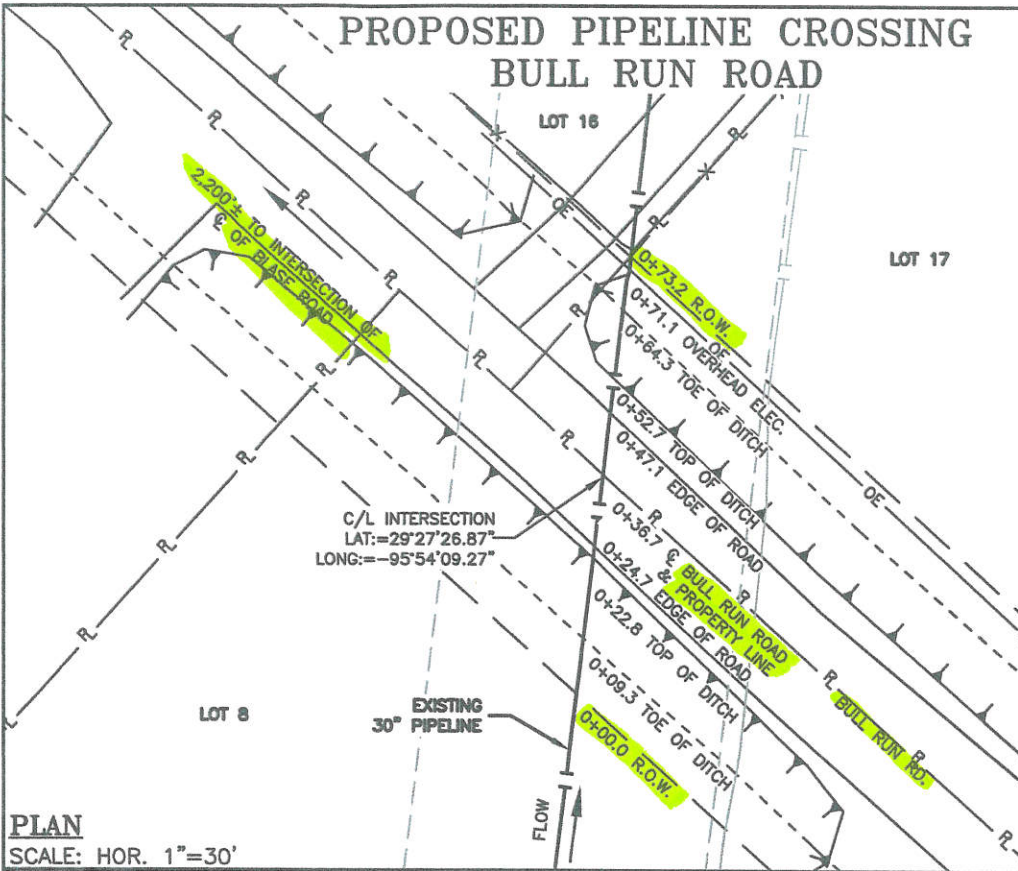 PROPOSED PIPELINE CROSSING
BULL RUN ROAD
LOT 16
LOT 17
2,200'± TO INTERSECTION OF
℄ OF BLASE ROAD
0+73.2 R.O.W.
0+71.1 OVERHEAD ELEC.
0+64.3 TOE OF DITCH
0+52.7 TOP OF DITCH
0+47.1 EDGE OF ROAD
0+36.7 ℄ BULL RUN ROAD
& PROPERTY LINE
0+24.7 EDGE OF ROAD
0+22.8 TOP OF DITCH
0+09.3 TOE OF DITCH
0+00.0 R.O.W.
C/L INTERSECTION
LAT:=29°27'26.87"
LONG:=-95°54'09.27"
BULL RUN RD.
LOT 8
EXISTING
30" PIPELINE
FLOW
OE
OE
OE
PLAN
SCALE: HOR. 1"=30'